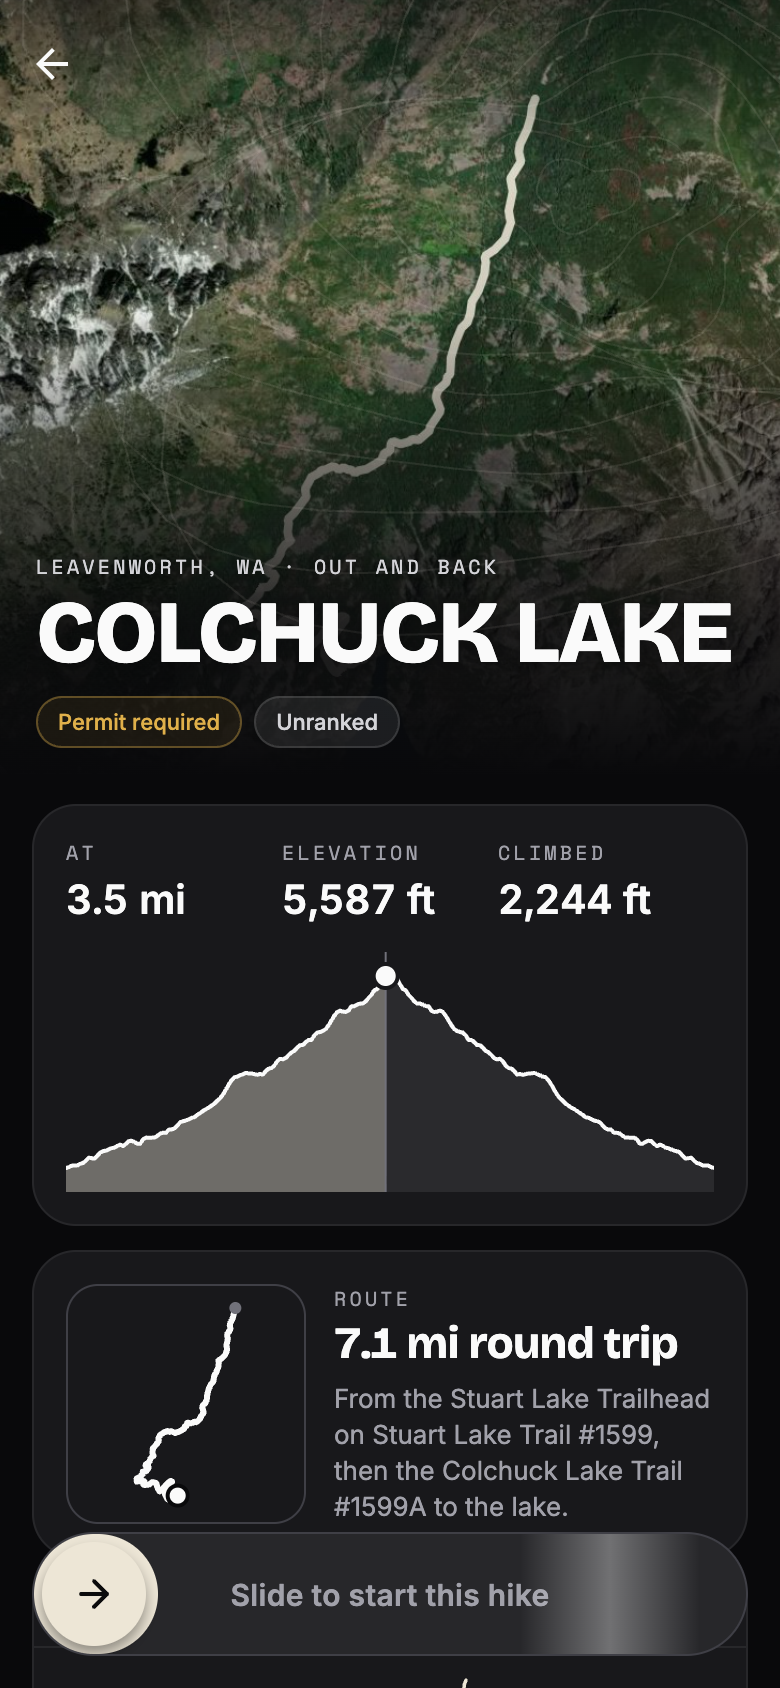 LEAVENWORTH, WA · OUT AND BACK
COLCHUCK LAKE
Permit required
Unranked
AT
3.5 mi
ELEVATION
5,587 ft
CLIMBED
2,244 ft
ROUTE
7.1 mi round trip
From the Stuart Lake Trailhead
on Stuart Lake Trail #1599,
then the Colchuck Lake Trail
#1599A to the lake.
Slide to start this hike